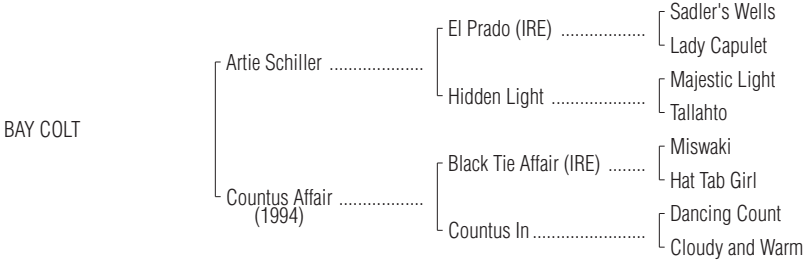 Sadler's Wells
El Prado (IRE) ...................
Lady Capulet
Artie Schiller .....................
Majestic Light
Hidden Light .....................
Tallahto
BAY COLT
Miswaki
Black Tie Affair (IRE) ........
Hat Tab Girl
Countus Affair ...................
(1994)
Dancing Count
Countus In .........................
Cloudy and Warm